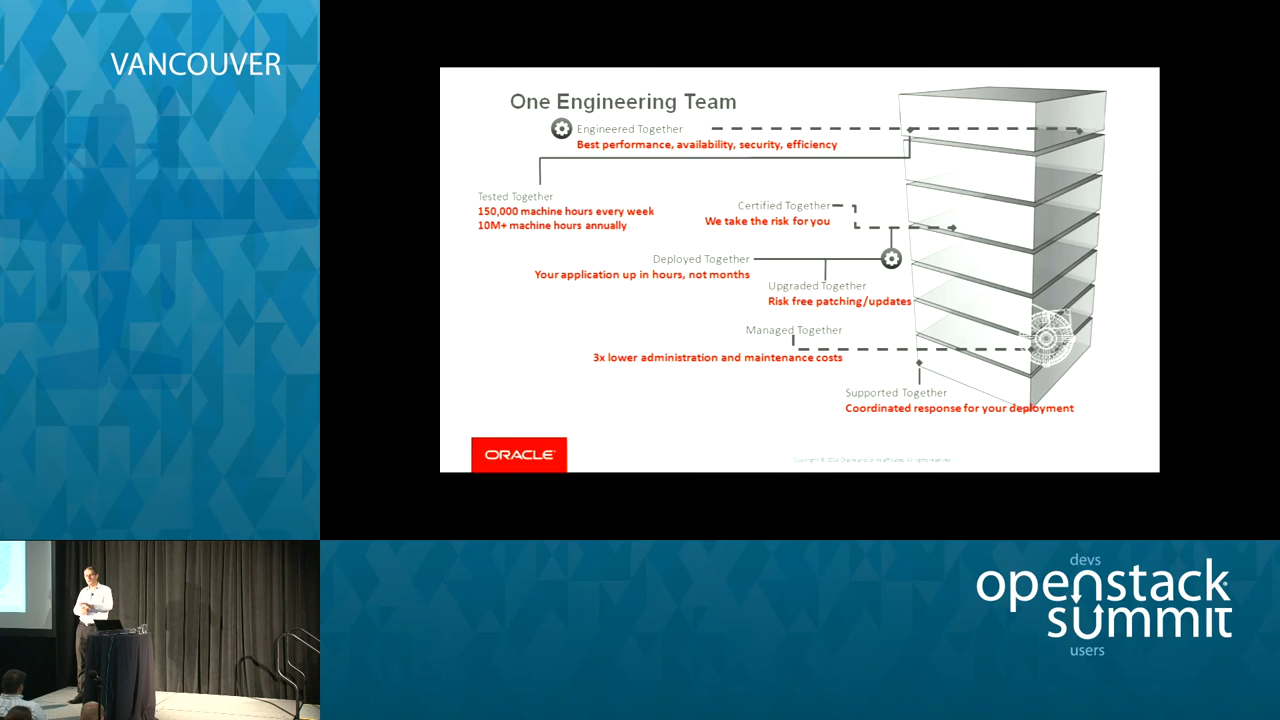 VANCOUVER
One Engineering Team
Engineered Together
Best performance, availability, security, efficiency
Tested Together
150,000 machine hours every week
10M+ machine hours annually
Certified Together
We take the risk for you
Deployed Together
Your application up in hours, not months
Upgraded Together
Risk free patching/updates
Managed Together
3x lower administration and maintenance costs
Supported Together
Coordinated response for your deployment
ORACLE
devs
openstack
summit
users